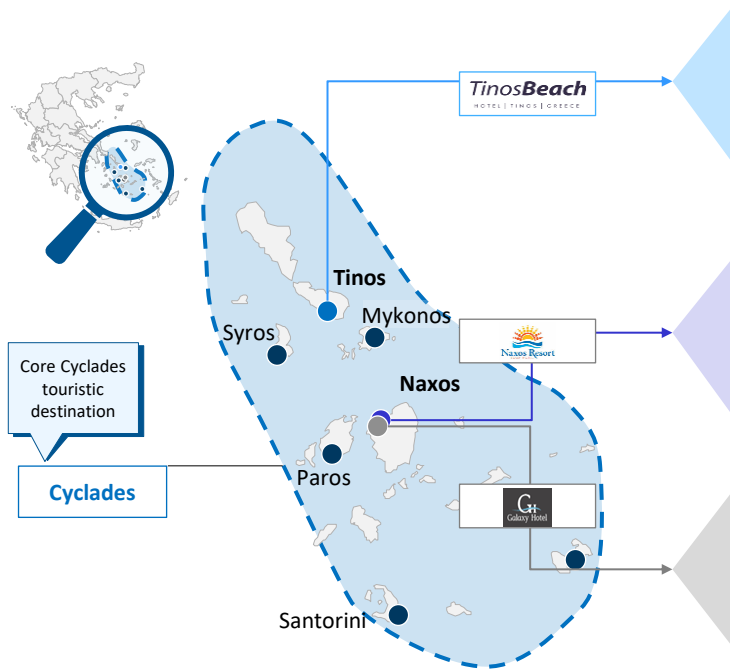 TinosBeach
HOTEL | TINOS | GREECE
Tinos
Mykonos
Syros
Naxos Resort
Core Cyclades
touristic
destination
Naxos
Paros
Cyclades
GH
Galaxy Hotel
Santorini